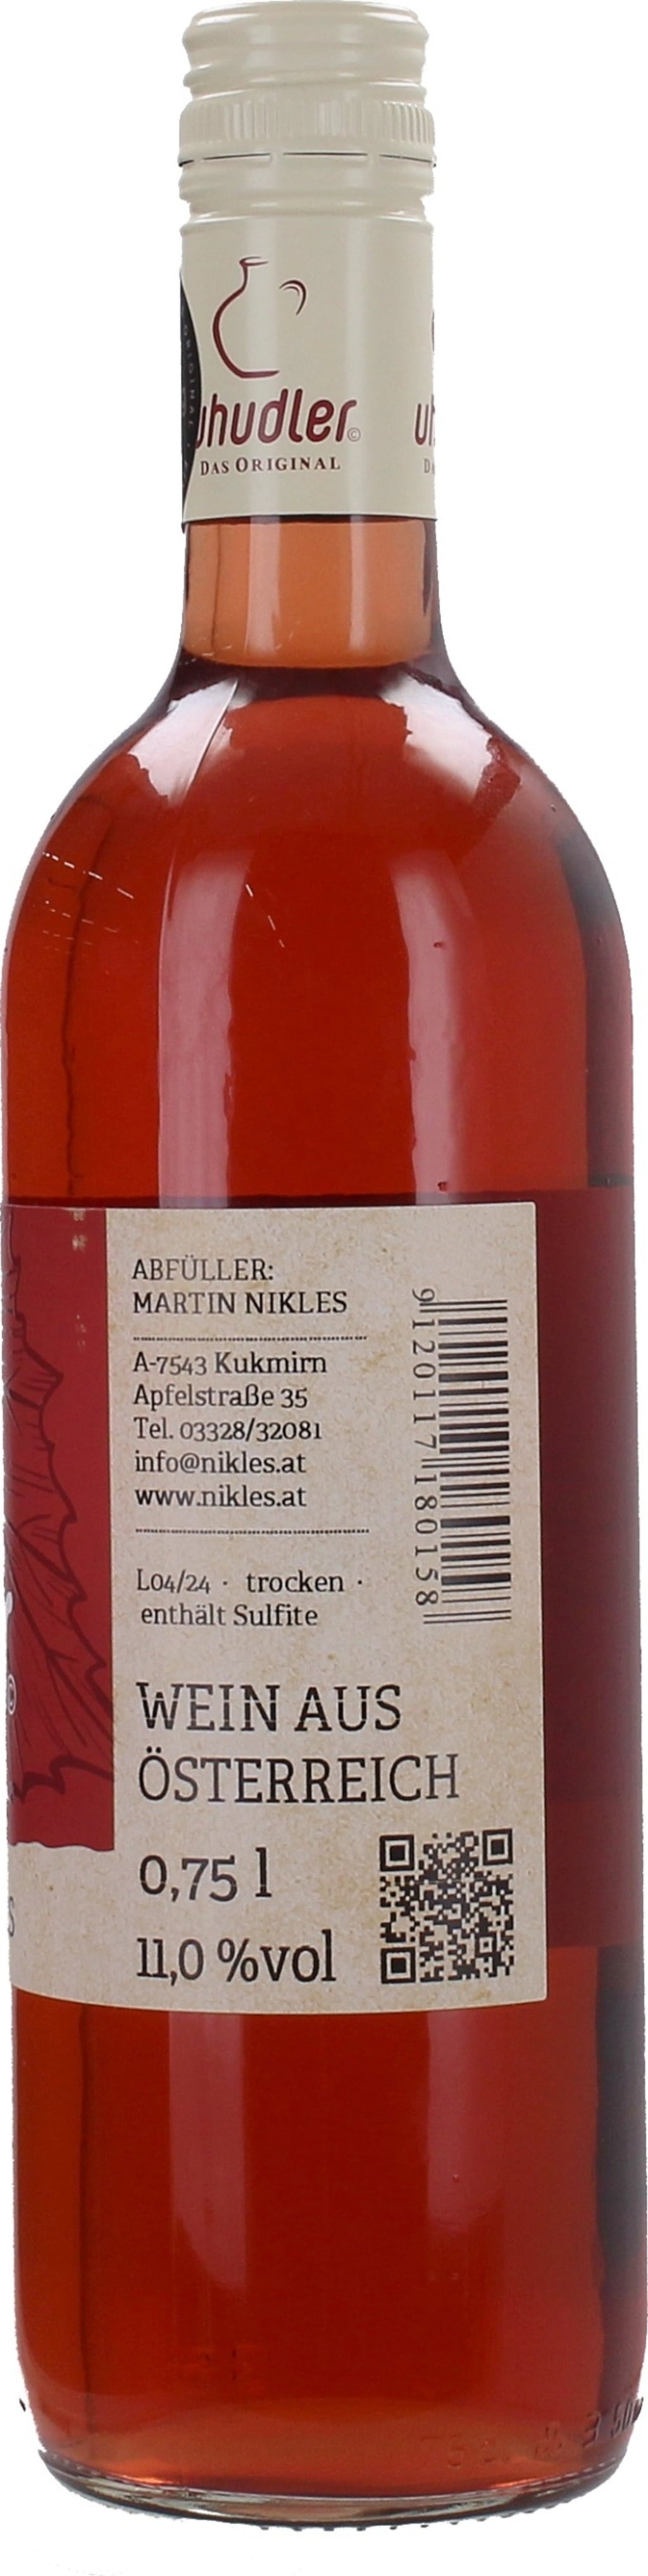 uhudler©
DAS ORIGINAL
ABFÜLLER:
MARTIN NIKLES
A-7543 Kukmirn
Apfelstraße 35
Tel. 03328/32081
info@nikles.at
www.nikles.at
L04/24 · trocken ·
enthält Sulfite
9120117180158
WEIN AUS
ÖSTERREICH
0,75 l
11,0 %vol